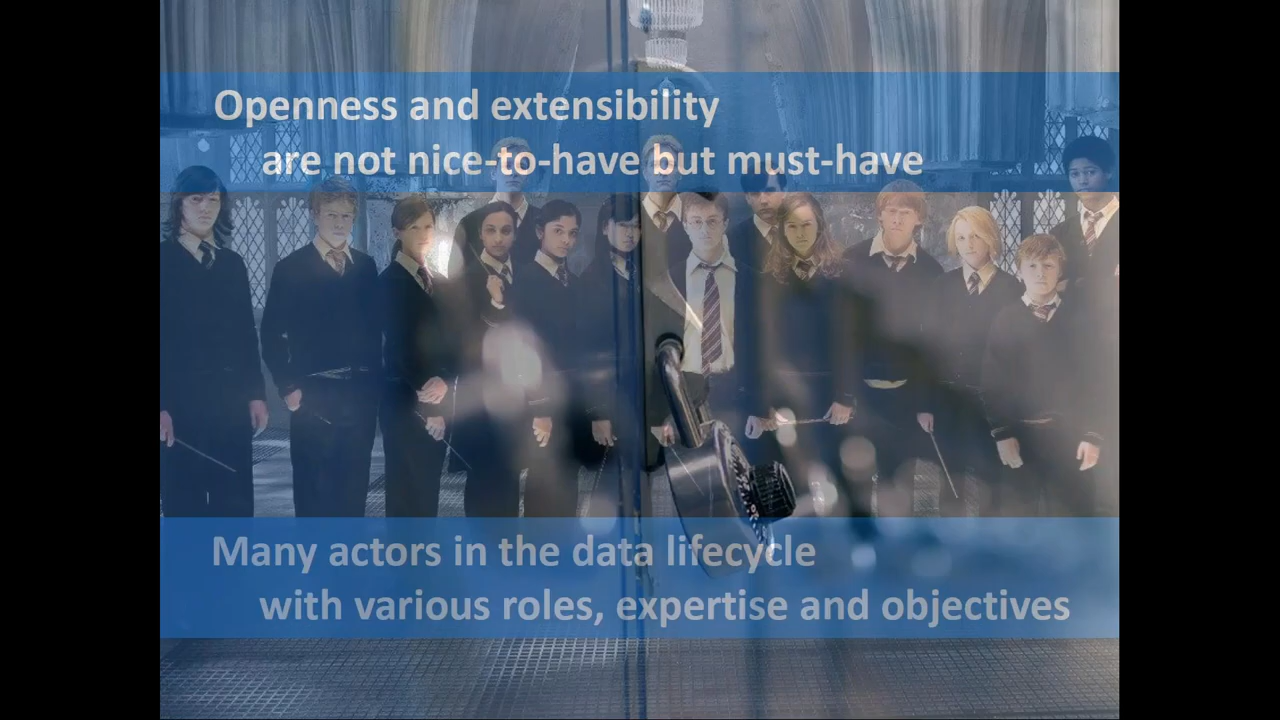 Openness and extensibility
are not nice-to-have but must-have
Many actors in the data lifecycle
with various roles, expertise and objectives